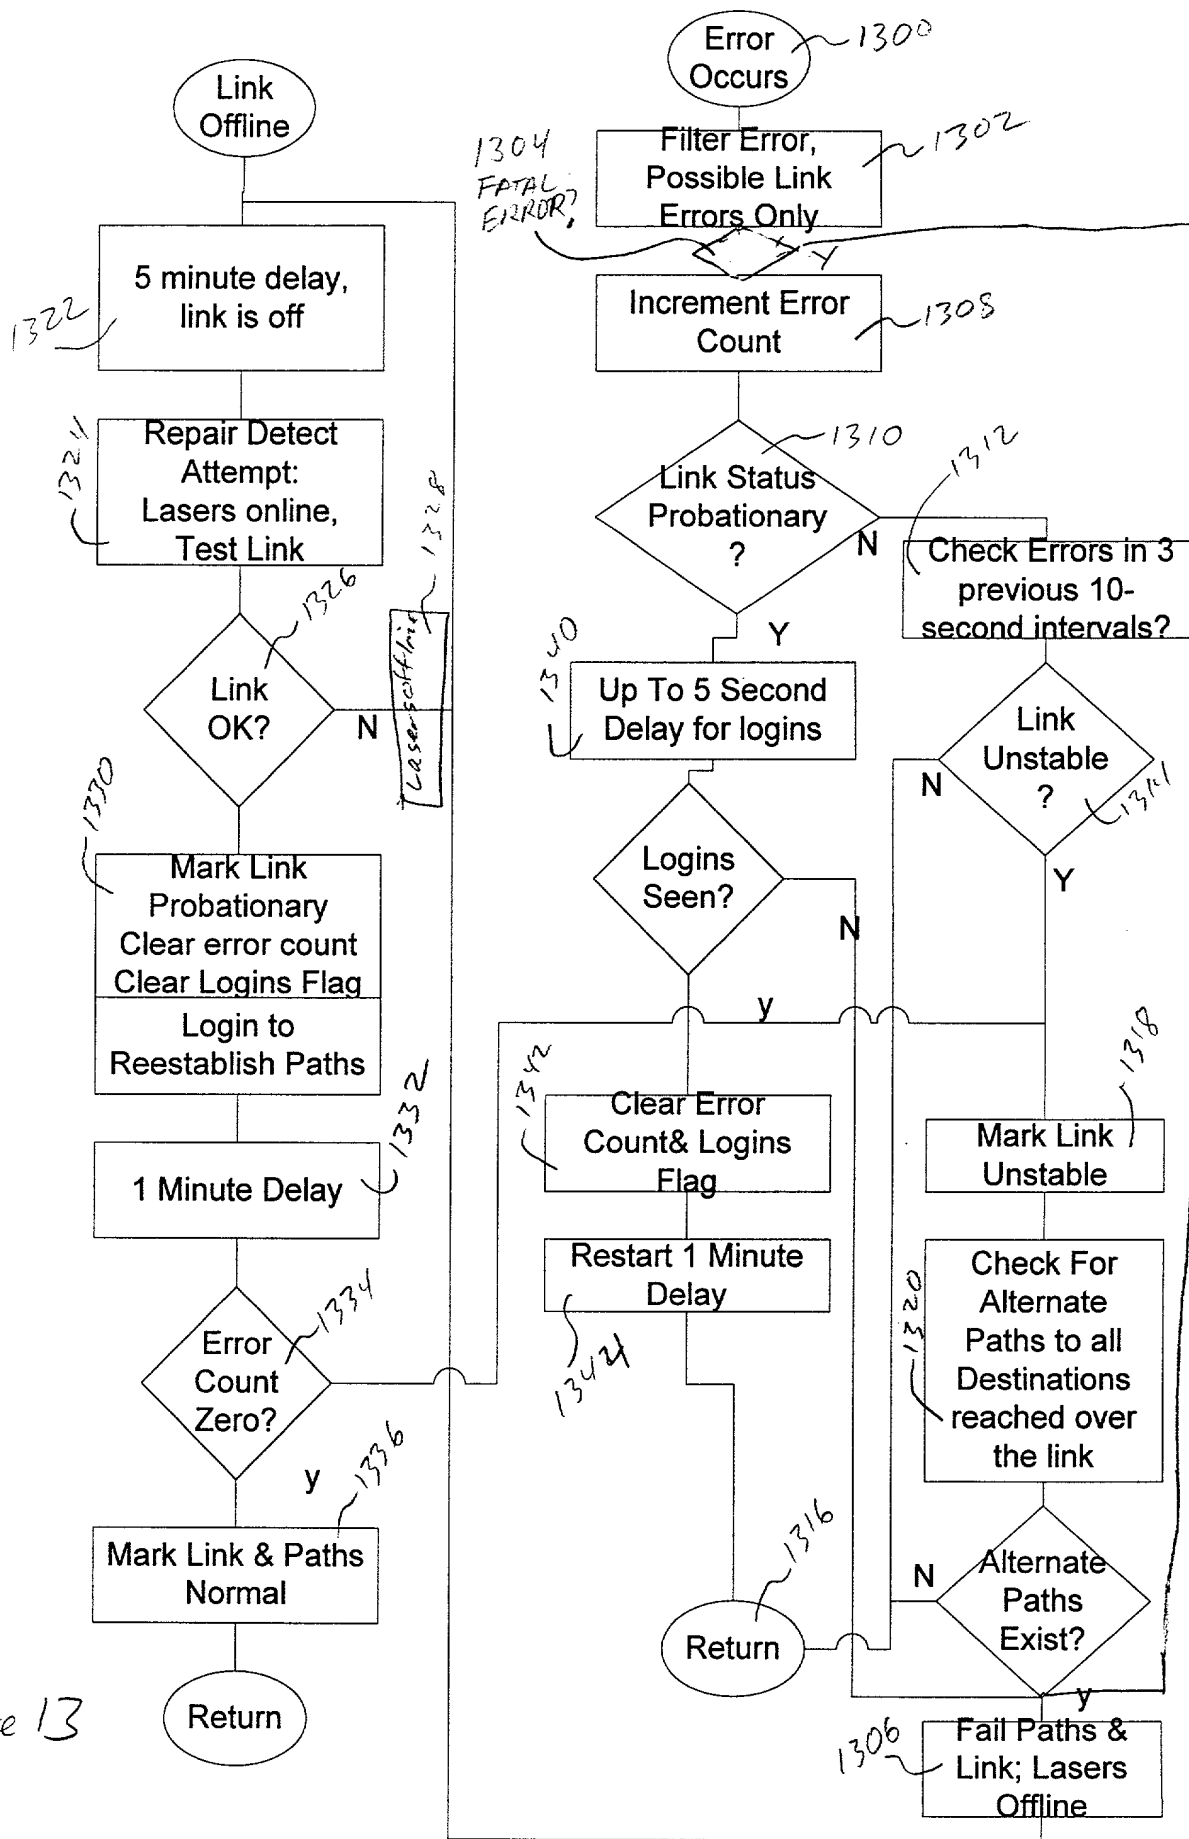 Link
Offline
5 minute delay,
link is off
1322
Repair Detect
Attempt:
Lasers online,
Test Link
1324
1326
Link
OK?
N
Lasers offline
1328
1330
Mark Link
Probationary
Clear error count
Clear Logins Flag
Login to
Reestablish Paths
1332
1 Minute Delay
1334
Error
Count
Zero?
y
1336
Mark Link & Paths
Normal
Return
e 13
Error
Occurs
1300
Filter Error,
Possible Link
Errors Only
1302
1304
FATAL
ERROR?
Y
Increment Error
Count
1308
1310
Link Status
Probationary
?
N
Y
1340
Up To 5 Second
Delay for logins
Logins
Seen?
N
y
1342
Clear Error
Count& Logins
Flag
Restart 1 Minute
Delay
1344
1316
Return
1312
Check Errors in 3
previous 10-
second intervals?
Link
Unstable
?
1314
N
Y
1318
Mark Link
Unstable
1320
Check For
Alternate
Paths to all
Destinations
reached over
the link
Alternate
Paths
Exist?
N
y
1306
Fail Paths &
Link; Lasers
Offline